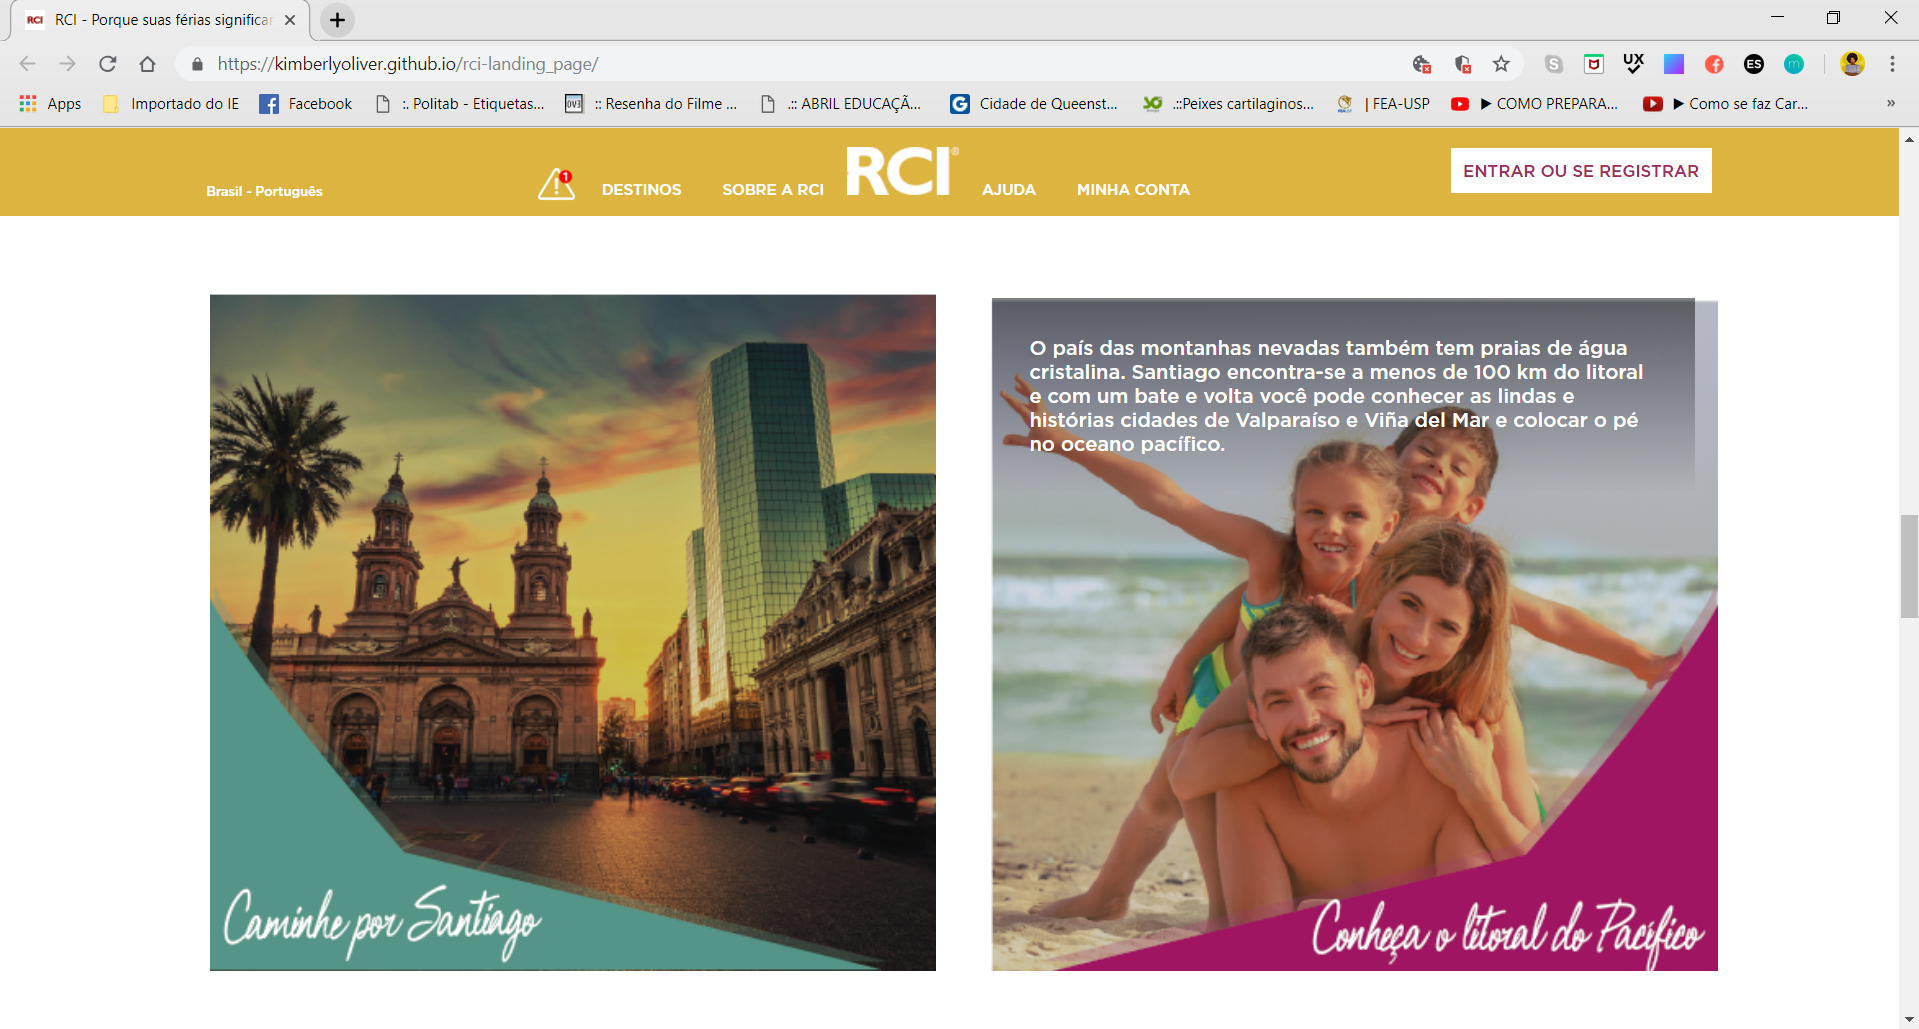 RCI
RCI - Porque suas férias significar
https://kimberlyoliver.github.io/rci-landing_page/
S
UX
ES
m
Apps
Importado do IE
Facebook
:. Politab - Etiquetas...
:: Resenha do Filme ...
.:: ABRIL EDUCAÇÃ...
Cidade de Queenst...
.::Peixes cartilaginos...
| FEA-USP
▶ COMO PREPARA...
▶ Como se faz Car...
»
Brasil - Português
1
DESTINOS
SOBRE A RCI
RCI®
AJUDA
MINHA CONTA
ENTRAR OU SE REGISTRAR
O país das montanhas nevadas também tem praias de água
cristalina. Santiago encontra-se a menos de 100 km do litoral
e com um bate e volta você pode conhecer as lindas e
histórias cidades de Valparaíso e Viña del Mar e colocar o pé
no oceano pacífico.
Caminhe por Santiago
Conheça o litoral do Pacífico